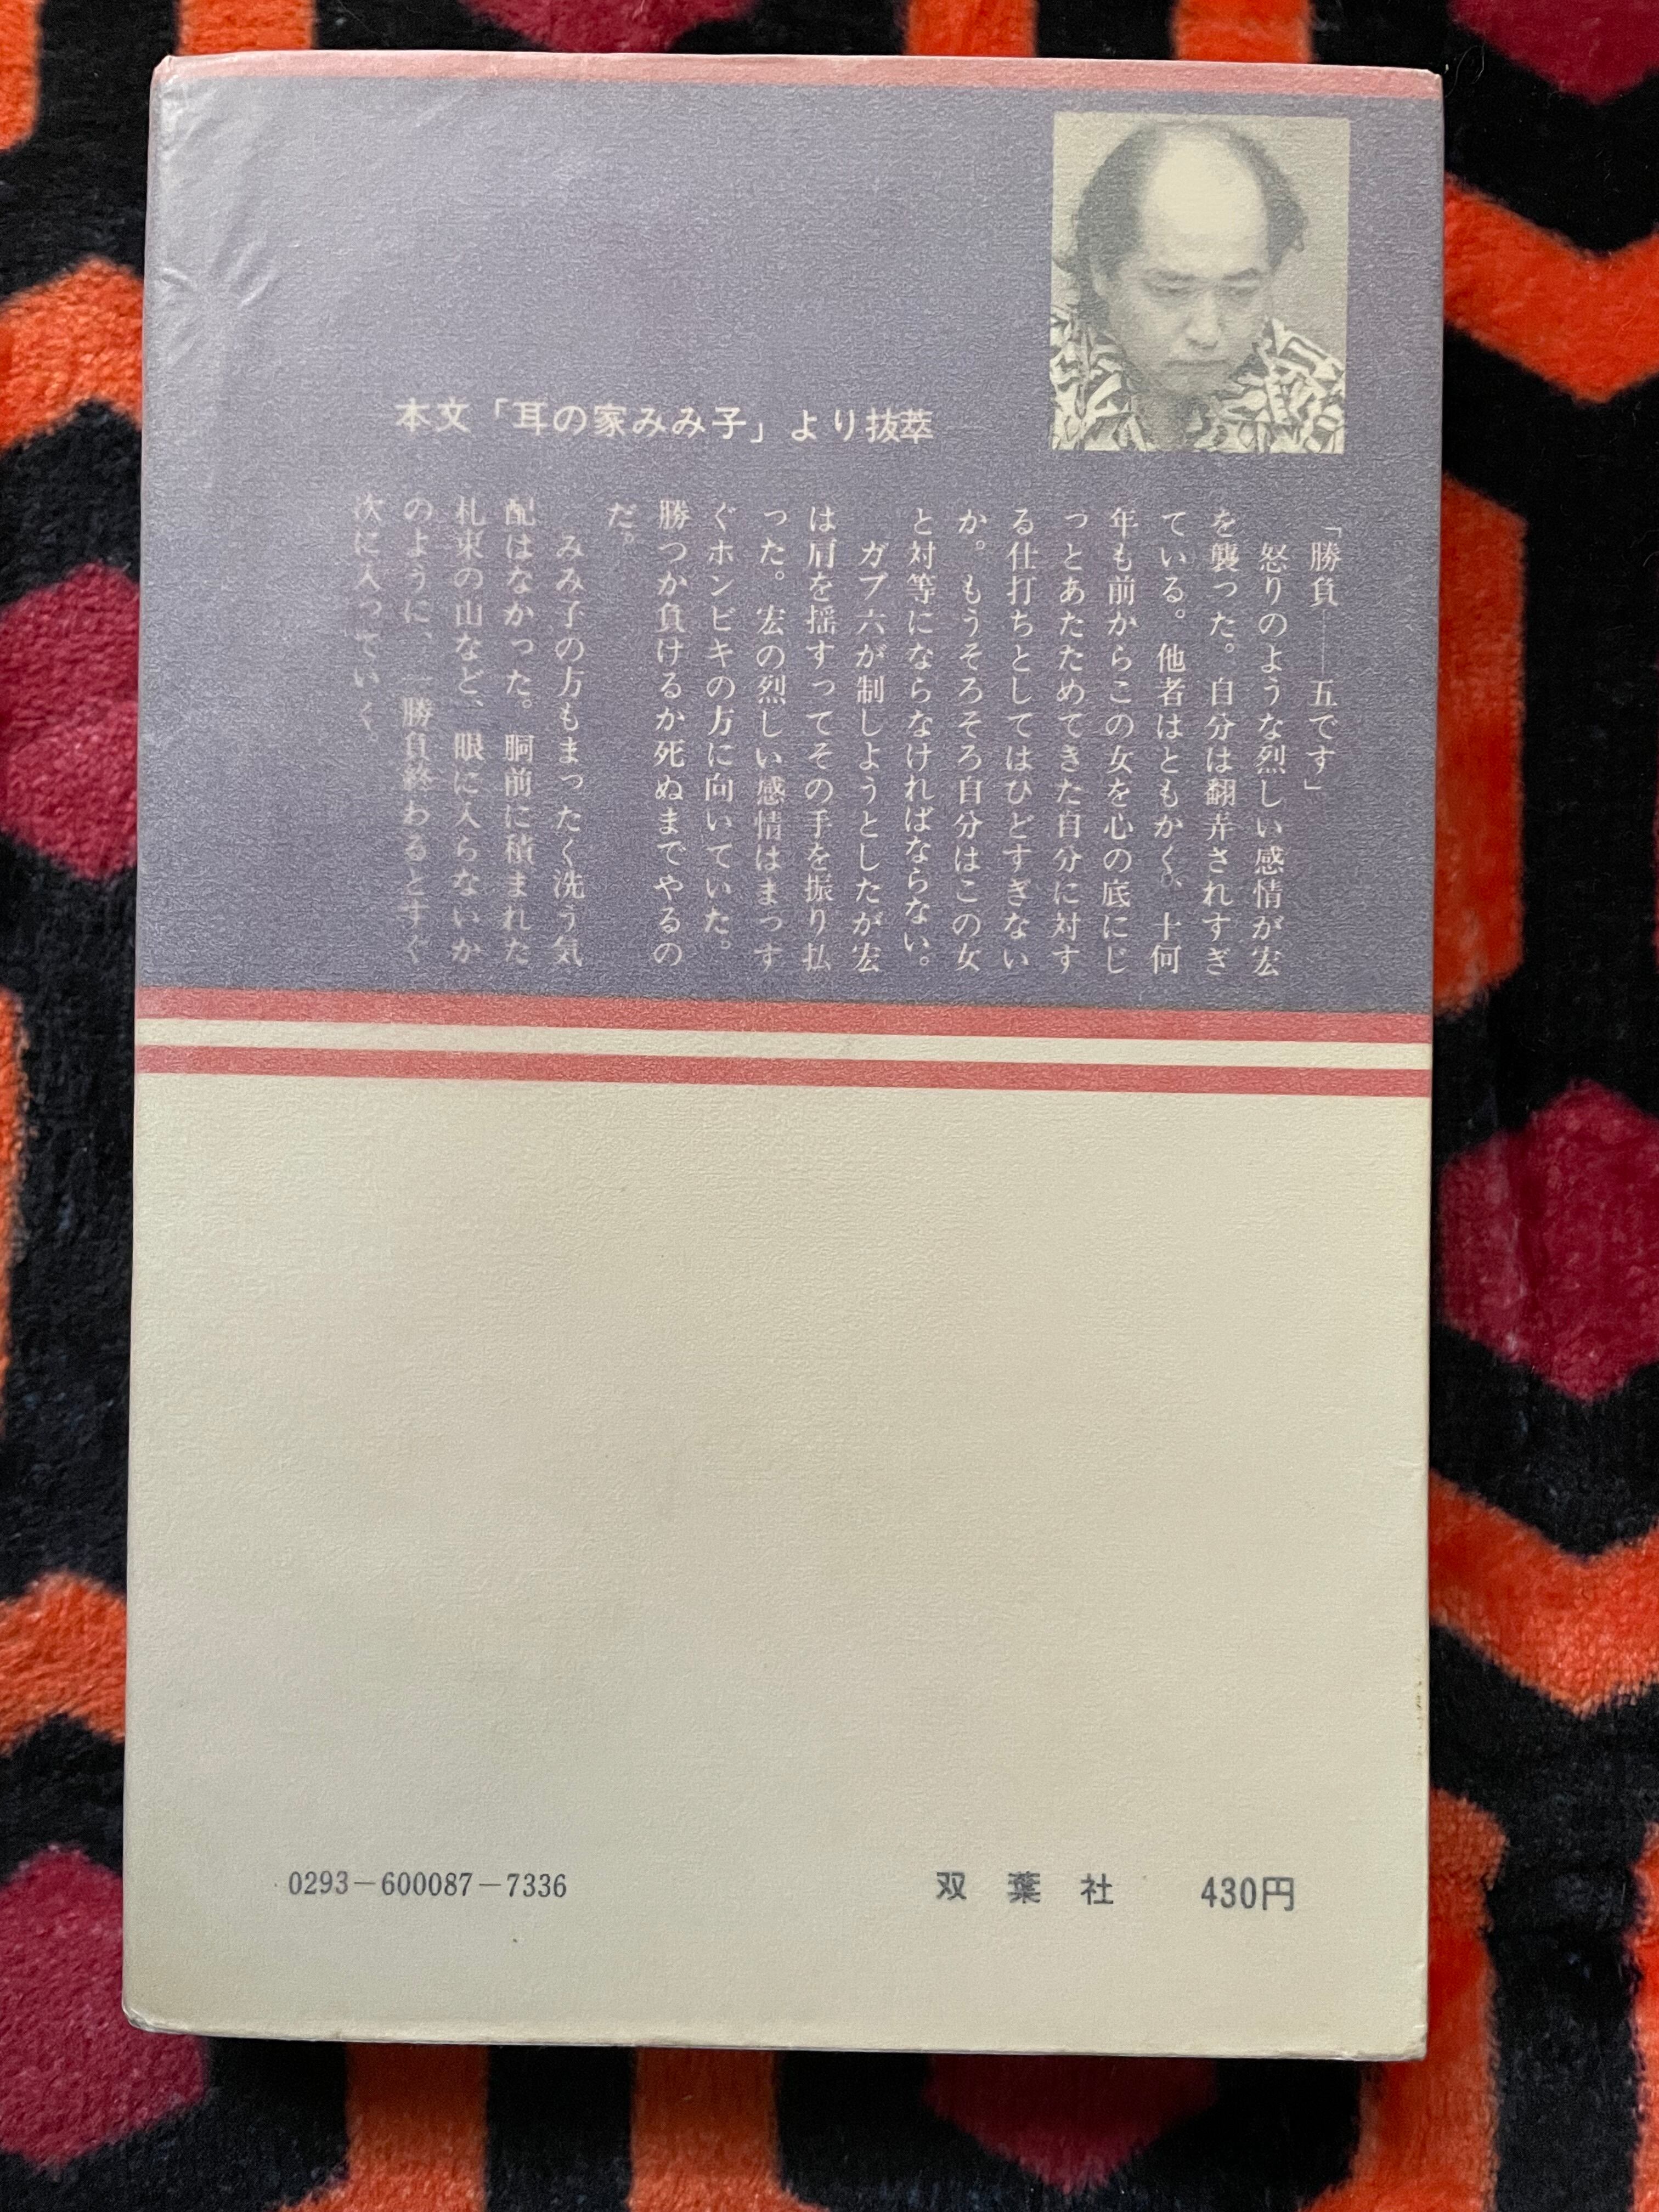 本文「耳の家みみ子」より抜萃
「勝負――五です」
怒りのような烈しい感情が宏
を襲った。自分は翻弄されすぎ
ている。他者はともかく、十何
年も前からこの女を心の底にじ
っとあたためてきた自分に対す
る仕打ちとしてはひどすぎない
か。もうそろそろ自分はこの女
と対等にならなければならない。
ガブ六が制しようとしたが宏
は肩を揺すってその手を振り払
った。宏の烈しい感情はまっす
ぐホンビキの方に向いていた。
勝つか負けるか死ぬまでやるの
だ。
みみ子の方もまったく洗う気
配はなかった。胴前に積まれた
札束の山など、眼に入らないか
のように、一勝負終わるとすぐ
次に入っていく。
0293-600087-7336
双葉社 430円